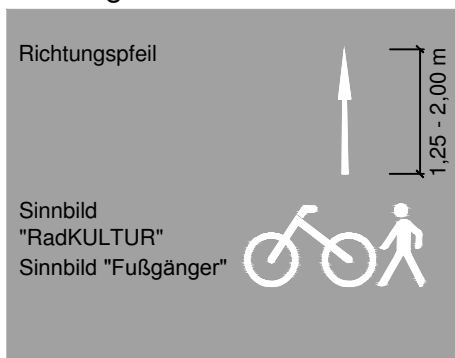 Richtungspfeil
1,25 - 2,00 m
Sinnbild
"RadKULTUR"
Sinnbild "Fußgänger"